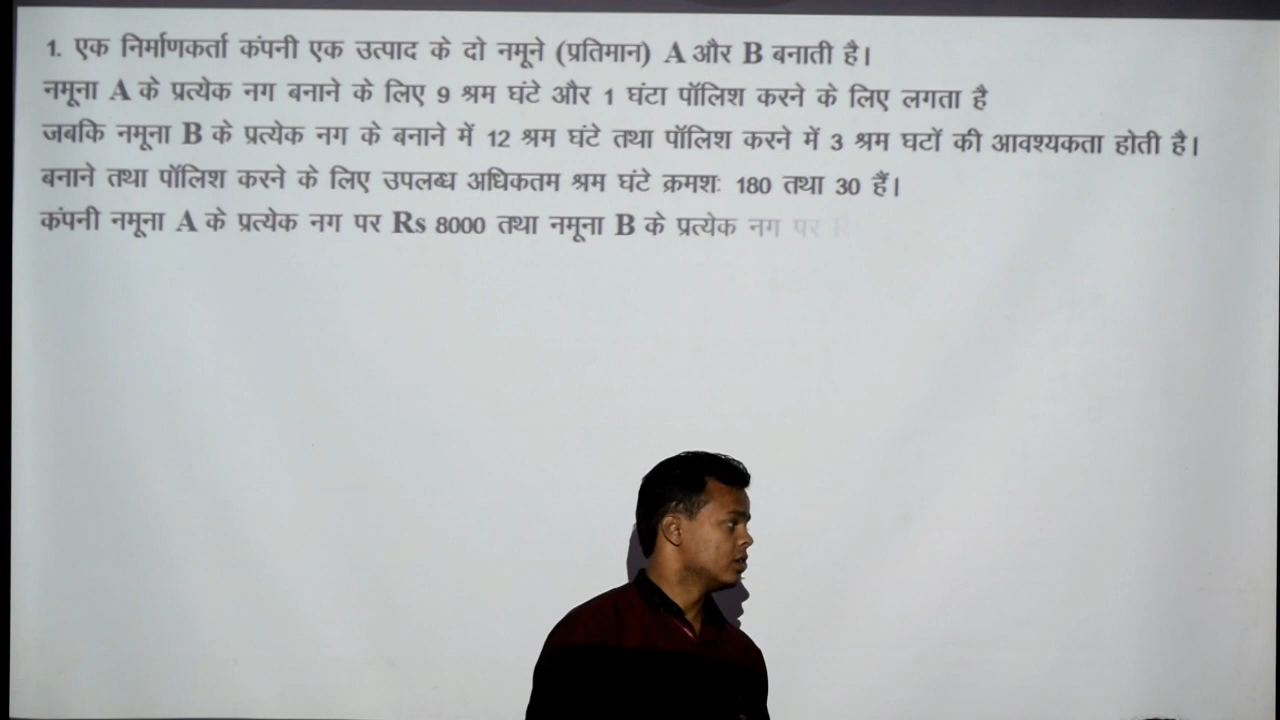 1. एक निर्माणकर्ता कंपनी एक उत्पाद के दो नमूने (प्रतिमान) A और B बनाती है।
नमूना A के प्रत्येक नग बनाने के लिए 9 श्रम घंटे और 1 घंटा पॉलिश करने के लिए लगता है
जबकि नमूना B के प्रत्येक नग के बनाने में 12 श्रम घंटे तथा पॉलिश करने में 3 श्रम घटों की आवश्यकता होती है।
बनाने तथा पॉलिश करने के लिए उपलब्ध अधिकतम श्रम घंटे क्रमशः 180 तथा 30 हैं।
कंपनी नमूना A के प्रत्येक नग पर Rs 8000 तथा नमूना B के प्रत्येक नग पर